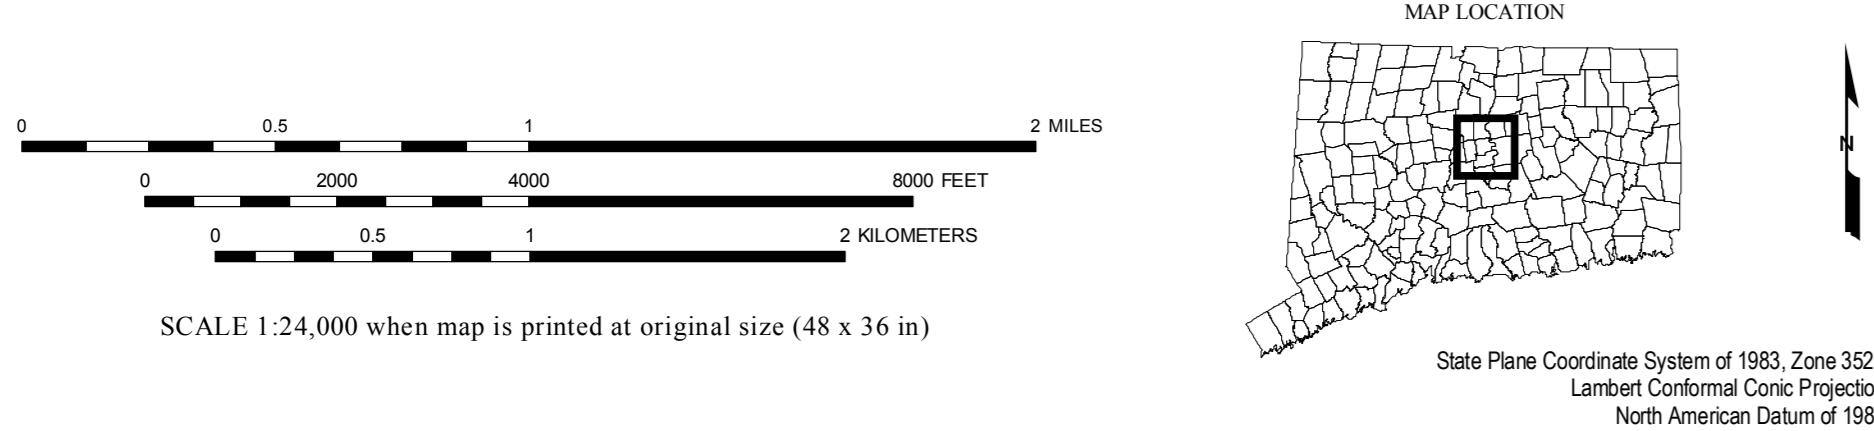 MAP LOCATION
0 0.5 1 2 MILES
0 2000 4000 8000 FEET
0 0.5 1 2 KILOMETERS
N
SCALE 1:24,000 when map is printed at original size (48 x 36 in)
State Plane Coordinate System of 1983, Zone 352
Lambert Conformal Conic Projectio
North American Datum of 198